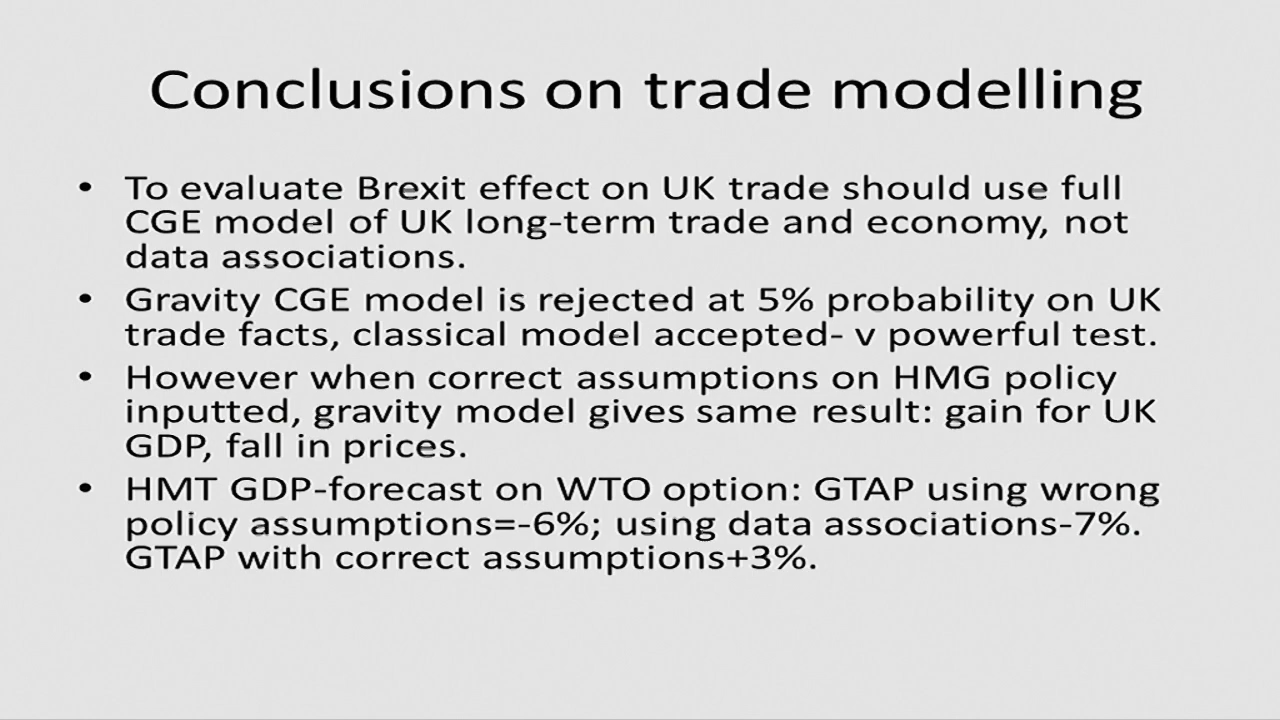 Conclusions on trade modelling
• To evaluate Brexit effect on UK trade should use full
CGE model of UK long-term trade and economy, not
data associations.
• Gravity CGE model is rejected at 5% probability on UK
trade facts, classical model accepted- v powerful test.
• However when correct assumptions on HMG policy
inputted, gravity model gives same result: gain for UK
GDP, fall in prices.
• HMT GDP-forecast on WTO option: GTAP using wrong
policy assumptions=-6%; using data associations-7%.
GTAP with correct assumptions+3%.